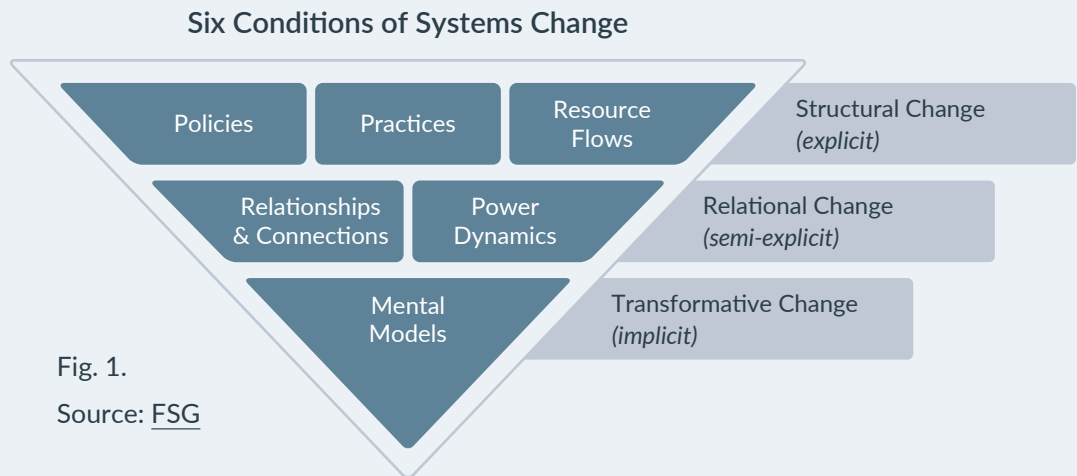 Six Conditions of Systems Change
Policies
Practices
Resource
Flows
Structural Change
(explicit)
Relationships
& Connections
Power
Dynamics
Relational Change
(semi-explicit)
Mental
Models
Transformative Change
(implicit)
Fig. 1.
Source: FSG